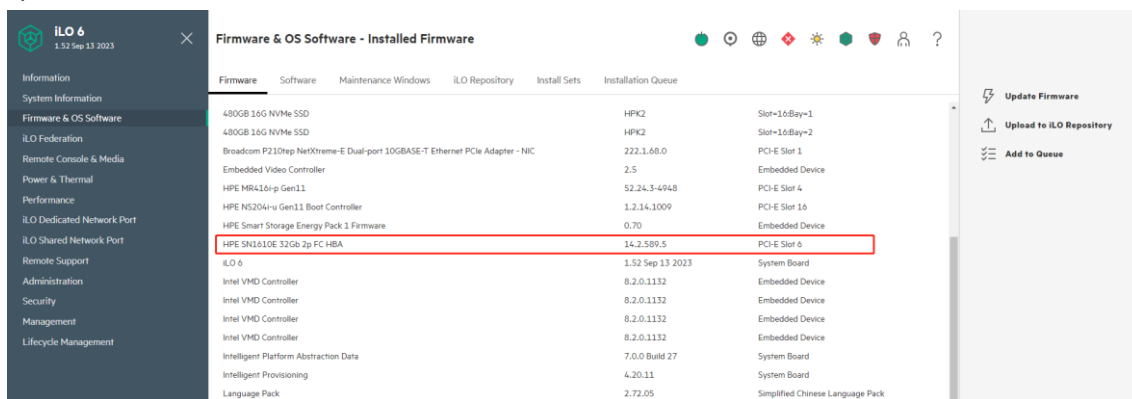 iLO 6
1.52 Sep 13 2023
Firmware & OS Software - Installed Firmware
?
Information
System Information
Firmware & OS Software
iLO Federation
Remote Console & Media
Power & Thermal
Performance
iLO Dedicated Network Port
iLO Shared Network Port
Remote Support
Administration
Security
Management
Lifecycle Management
Firmware Software Maintenance Windows iLO Repository Install Sets Installation Queue
480GB 16G NVMe SSD HPK2 Slot=16:Bay=1
480GB 16G NVMe SSD HPK2 Slot=16:Bay=2
Broadcom P210tep NetXtreme-E Dual-port 10GBASE-T Ethernet PCIe Adapter - NIC 222.1.68.0 PCI-E Slot 1
Embedded Video Controller 2.5 Embedded Device
HPE MR416i-p Gen11 52.24.3-4948 PCI-E Slot 4
HPE NS204i-u Gen11 Boot Controller 1.2.14.1009 PCI-E Slot 16
HPE Smart Storage Energy Pack 1 Firmware 0.70 Embedded Device
HPE SN1610E 32Gb 2p FC HBA 14.2.589.5 PCI-E Slot 6
iLO 6 1.52 Sep 13 2023 System Board
Intel VMD Controller 8.2.0.1132 Embedded Device
Intel VMD Controller 8.2.0.1132 Embedded Device
Intel VMD Controller 8.2.0.1132 Embedded Device
Intel VMD Controller 8.2.0.1132 Embedded Device
Intelligent Platform Abstraction Data 7.0.0 Build 27 System Board
Intelligent Provisioning 4.20.11 System Board
Language Pack 2.72.05 Simplified Chinese Language Pack
Update Firmware
Upload to iLO Repository
Add to Queue